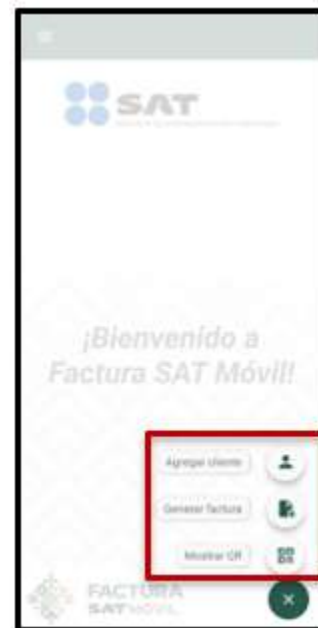 SAT
¡Bienvenido a
Factura SAT Móvil!
Agregar cliente
Generar factura
Mostrar QR
FACTURA
SAT MÓVIL